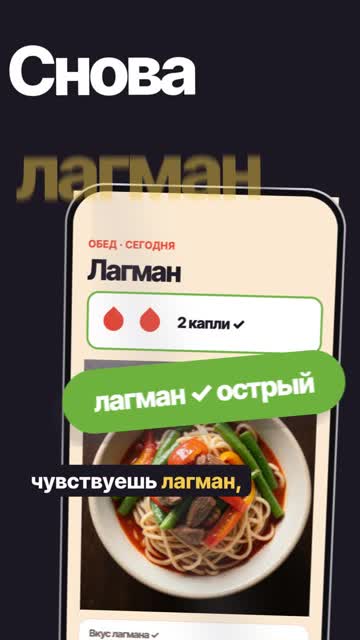 Снова
лагман
ОБЕД · СЕГОДНЯ
Лагман
2 капли ✓
лагман ✓ острый
чувствуешь лагман,
Вкус лагмана ✓